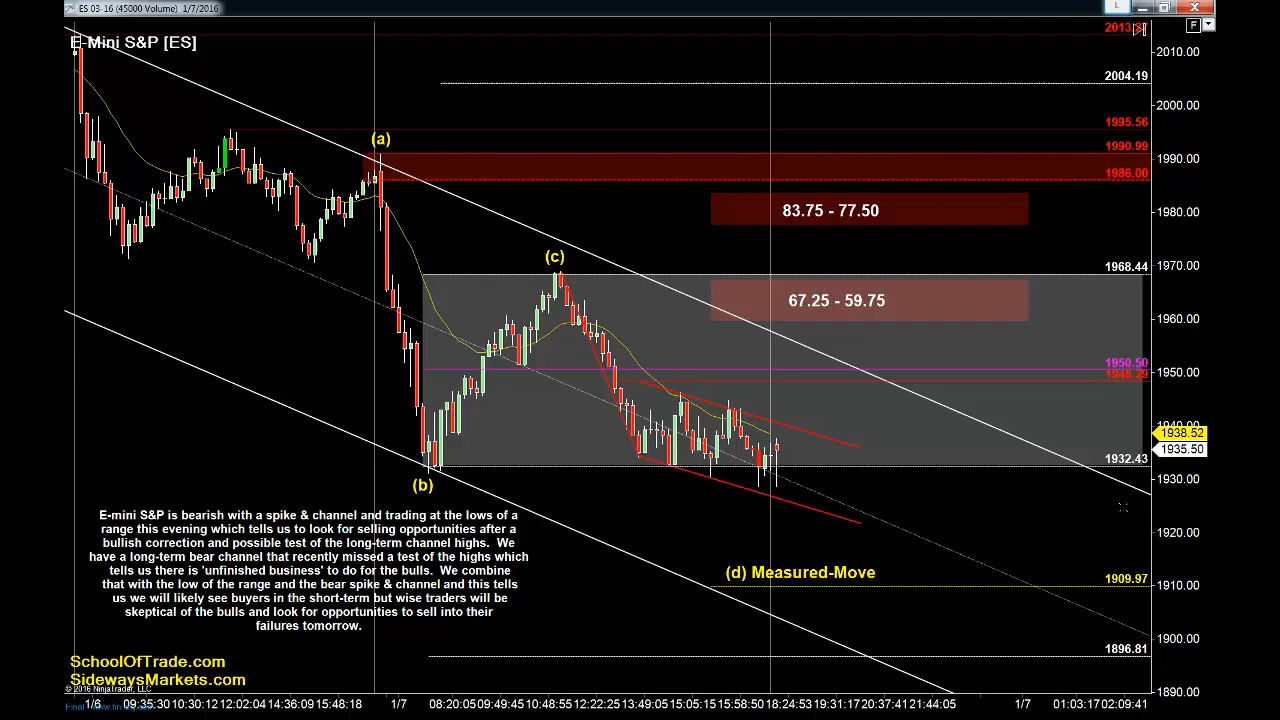 ES 03-16 (45000 Volume) 1/7/2016
L
E-Mini S&P [ES]
F
2010.00
2004.19
2000.00
1995.56
(a)
1990.99
1990.00
1986.00
1980.00
83.75 - 77.50
(c)
1970.00
1968.44
67.25 - 59.75
1960.00
1950.50
1950.00
1948.29
1938.52
1935.50
1932.43
1930.00
(b)
E-mini S&P is bearish with a spike & channel and trading at the lows of a
range this evening which tells us to look for selling opportunities after a
bullish correction and possible test of the long-term channel highs. We
have a long-term bear channel that recently missed a test of the highs which
tells us there is 'unfinished business' to do for the bulls. We combine
that with the low of the range and the bear spike & channel and this tells
us we will likely see buyers in the short-term but wise traders will be
skeptical of the bulls and look for opportunities to sell into their
failures tomorrow.
1920.00
(d) Measured-Move
1909.97
1910.00
1900.00
1896.81
1890.00
SchoolOfTrade.com
SidewaysMarkets.com
© 2016 NinjaTrader, LLC
1/6 09:35:30 10:30:12 12:02:04 14:36:09 15:46:18 1/7 08:20:05 09:49:45 10:48:55 12:22:25 13:48:39 15:05:15 15:58:50 18:24:53 19:31:17 20:37:41 21:44:05 1/7 01:03:17 02:09:41